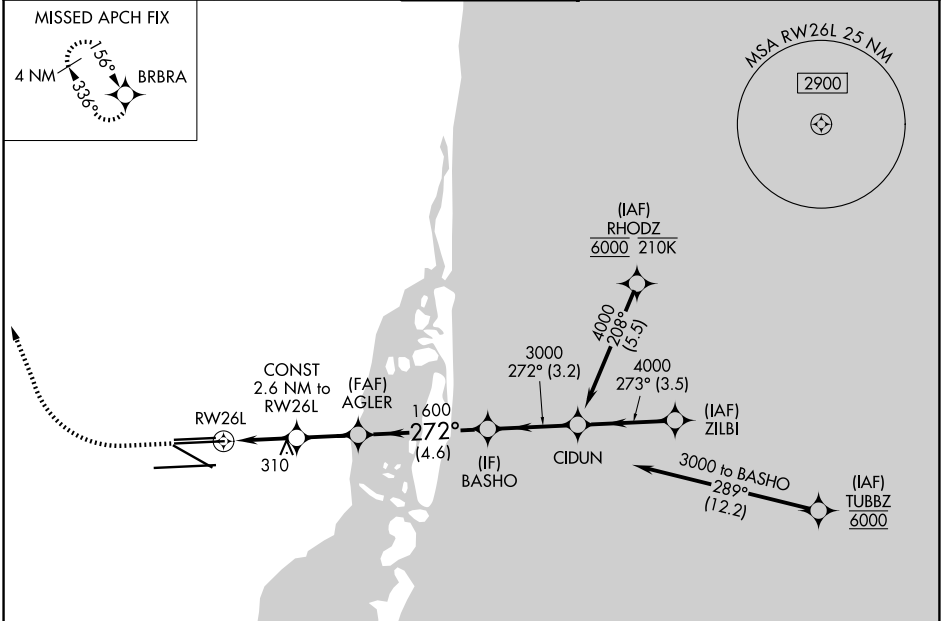 MISSED APCH FIX
4 NM
156°
336°
BRBRA
MSA RW26L 25 NM
2900
(IAF)
RHODZ
6000 210K
4000
208°
(5.5)
3000
272° (3.2)
4000
273° (3.5)
CONST
2.6 NM to
RW26L
(FAF)
AGLER
RW26L
310
1600
272°
(4.6)
(IF)
BASHO
CIDUN
(IAF)
ZILBI
3000 to BASHO
289°
(12.2)
(IAF)
TUBBZ
6000